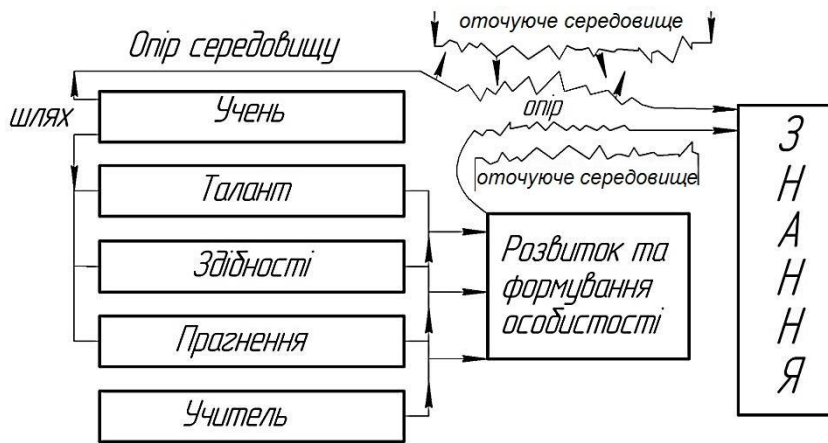 оточуюче середовище
Опір середовищу
шлях
Учень
опір
оточуюче середовище
Талант
Здібності
Прагнення
Учитель
Розвиток та
формування
особистості
З
Н
А
Н
Н
Я